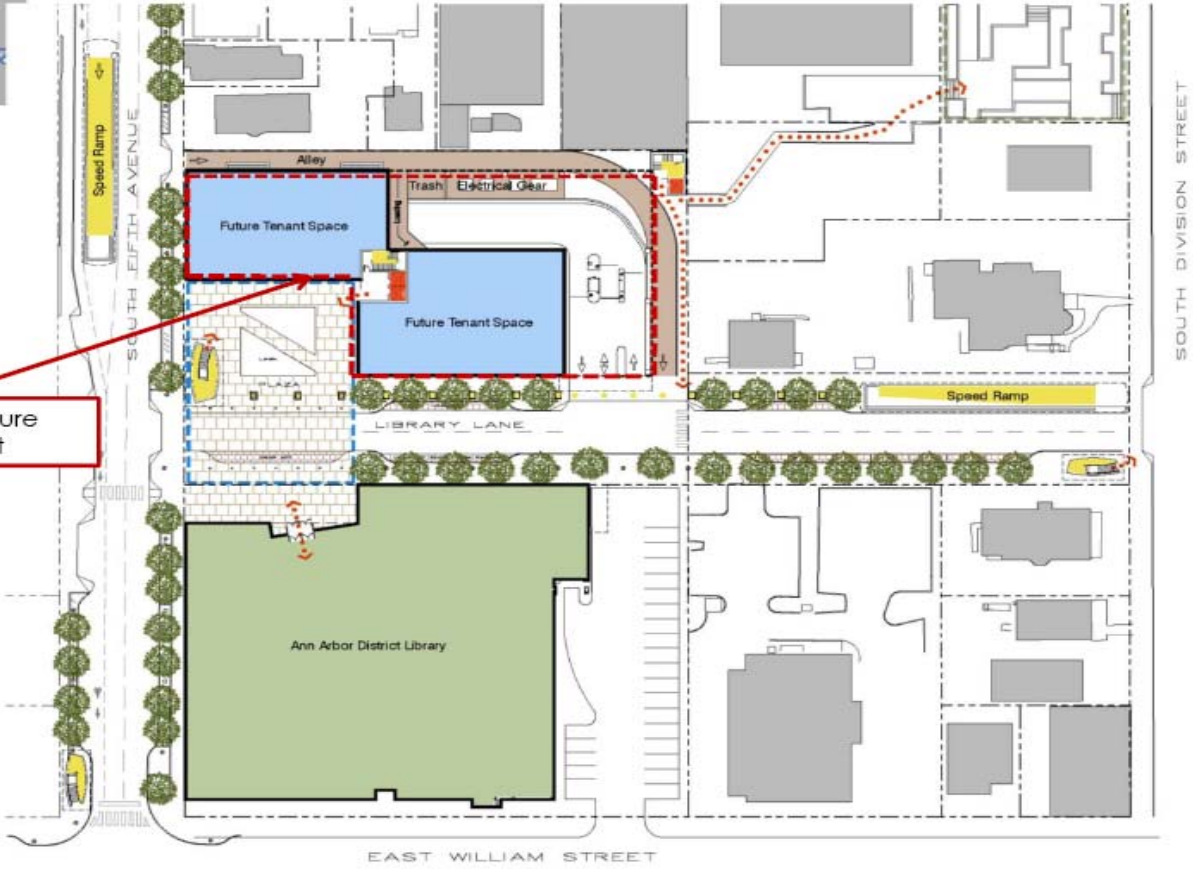 Speed Ramp
SOUTH FIFTH AVENUE
Alley
Trash
Electrical Gear
Future Tenant Space
Future Tenant Space
PLAZA
LIBRARY LANE
Speed Ramp
SOUTH DIVISION STREET
Ann Arbor District Library
EAST WILLIAM STREET